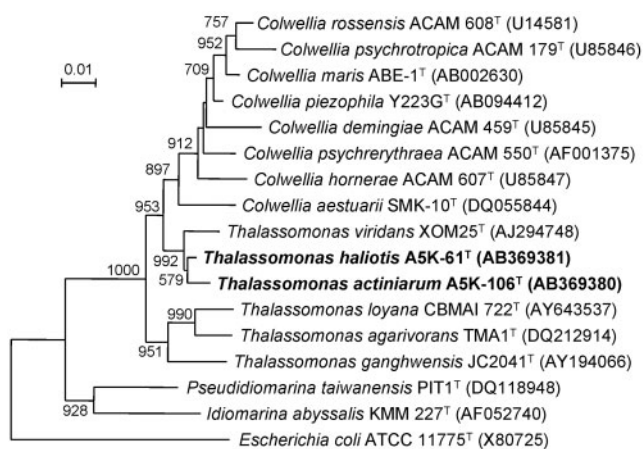 757
Colwellia rossensis ACAM 608ᵀ (U14581)
952
Colwellia psychrotropica ACAM 179ᵀ (U85846)
0.01
709
Colwellia maris ABE-1ᵀ (AB002630)
Colwellia piezophila Y223Gᵀ (AB094412)
Colwellia demingiae ACAM 459ᵀ (U85845)
912
Colwellia psychrerythraea ACAM 550ᵀ (AF001375)
897
Colwellia hornerae ACAM 607ᵀ (U85847)
953
Colwellia aestuarii SMK-10ᵀ (DQ055844)
Thalassomonas viridans XOM25ᵀ (AJ294748)
992
Thalassomonas haliotis A5K-61ᵀ (AB369381)
1000
579
Thalassomonas actiniarum A5K-106ᵀ (AB369380)
990
Thalassomonas loyana CBMAI 722ᵀ (AY643537)
Thalassomonas agarivorans TMA1ᵀ (DQ212914)
951
Thalassomonas ganghwensis JC2041ᵀ (AY194066)
Pseudidiomarina taiwanensis PIT1ᵀ (DQ118948)
928
Idiomarina abyssalis KMM 227ᵀ (AF052740)
Escherichia coli ATCC 11775ᵀ (X80725)